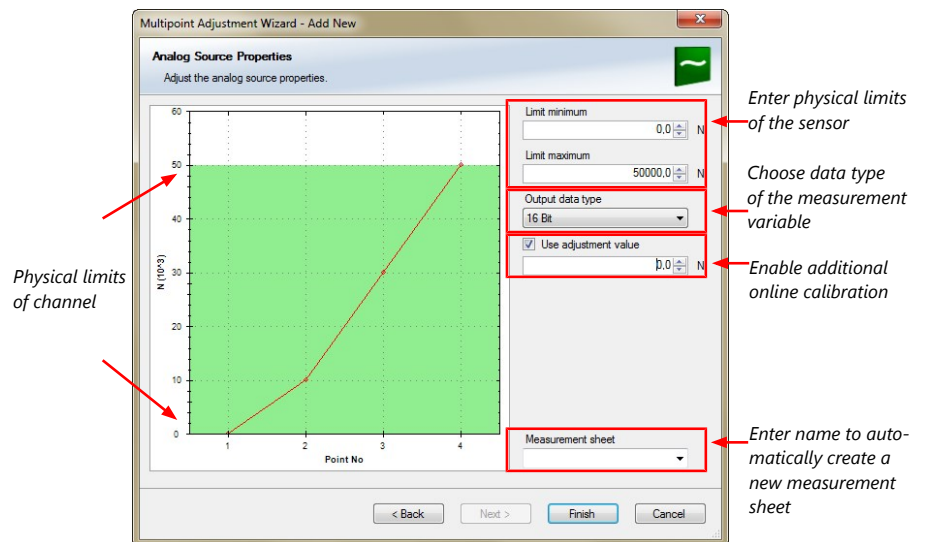 Multipoint Adjustment Wizard - Add New
Analog Source Properties
Adjust the analog source properties.
60
50
40
30
20
10
0
N (10^3)
1
2
3
4
Point No
Limit minimum
0,0 N
Limit maximum
50000,0 N
Output data type
16 Bit
Use adjustment value
0,0 N
Measurement sheet
< Back
Next >
Finish
Cancel
Physical limits
of channel
Enter physical limits
of the sensor
Choose data type
of the measurement
variable
Enable additional
online calibration
Enter name to auto-
matically create a
new measurement
sheet